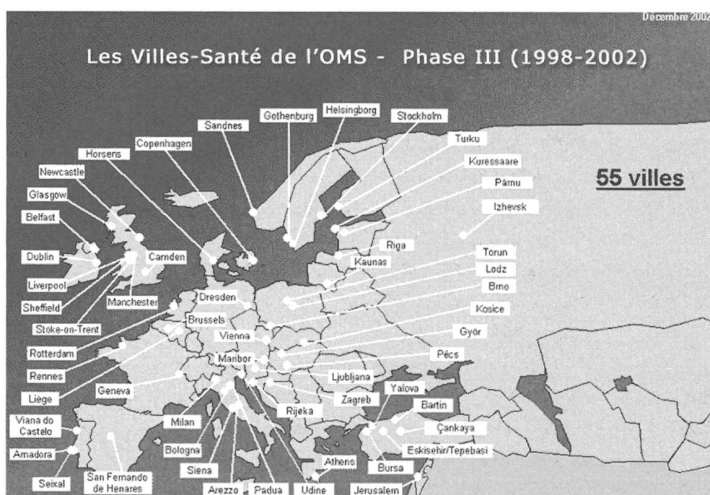 Décembre 2002
Les Villes-Santé de l'OMS - Phase III (1998-2002)
55 villes
Sandnes
Gothenburg
Helsingborg
Stockholm
Copenhagen
Horsens
Turku
Newcastle
Kuressaare
Glasgow
Pärnu
Belfast
Izhevsk
Dublin
Camden
Riga
Torun
Kaunas
Liverpool
Lodz
Sheffield
Manchester
Dresden
Brno
Stoke-on-Trent
Brussels
Kosice
Rotterdam
Vienna
Györ
Rennes
Maribor
Pécs
Liège
Geneva
Ljubljana
Milan
Rijeka
Zagreb
Yalova
Bartin
Viana do
Castelo
Bologna
Çankaya
Amadora
Siena
Athens
Eskisehir/Tepebasi
Seixal
San Fernando
de Henares
Arezzo
Padua
Udine
Bursa
Jerusalem